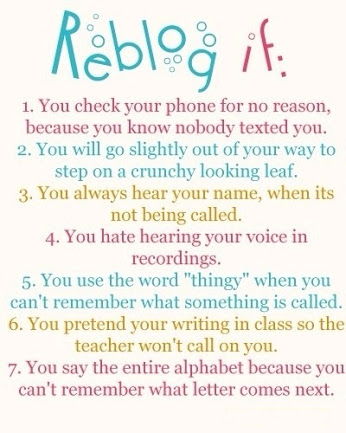 Reblog if:
1. You check your phone for no reason,
because you know nobody texted you.
2. You will go slightly out of your way to
step on a crunchy looking leaf.
3. You always hear your name, when its
not being called.
4. You hate hearing your voice in
recordings.
5. You use the word "thingy" when you
can't remember what something is called.
6. You pretend your writing in class so the
teacher won't call on you.
7. You say the entire alphabet because you
can't remember what letter comes next.